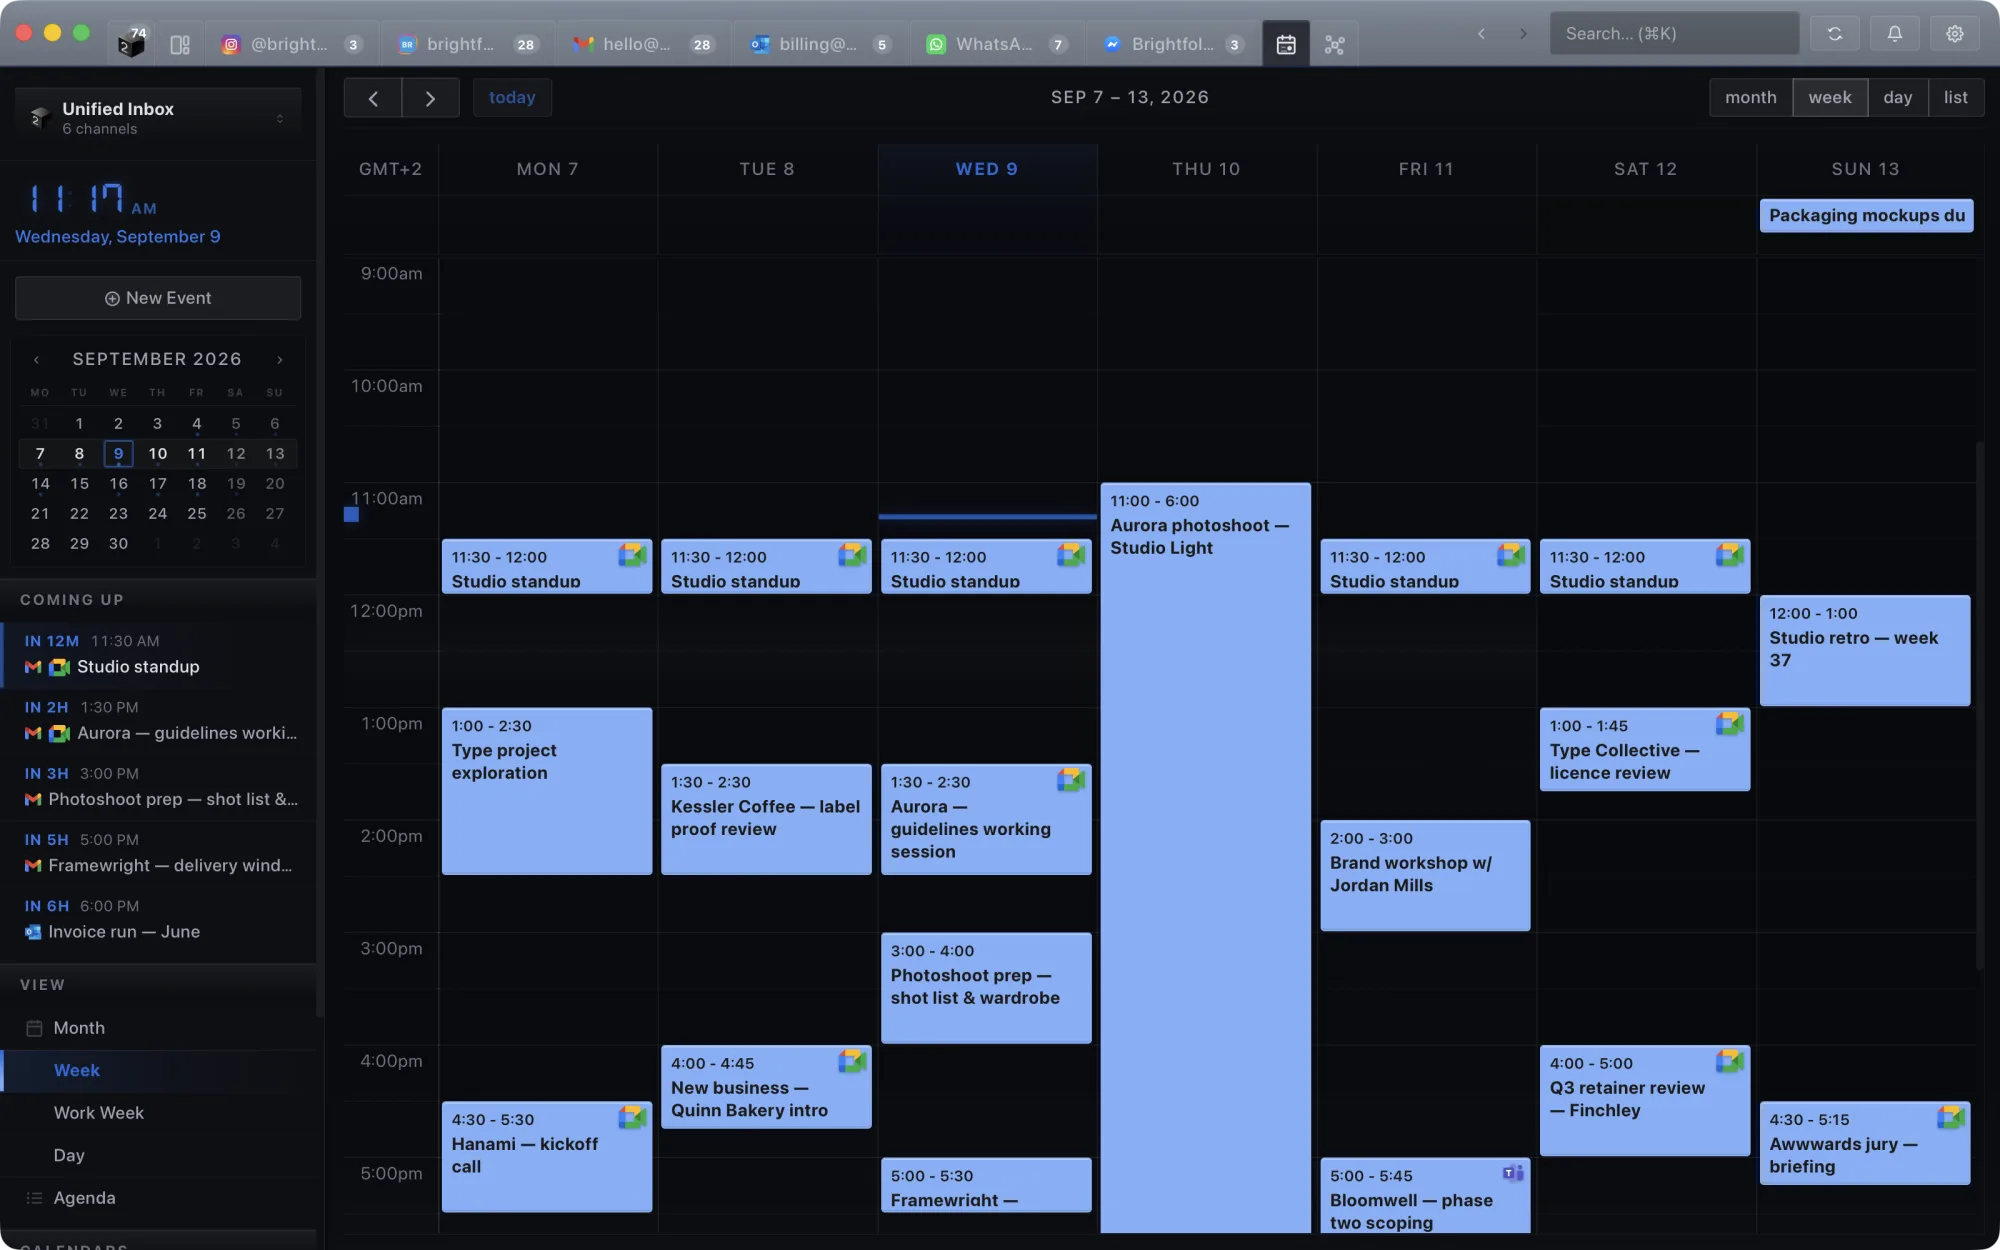 74
@bright... 3
brightf... 28
hello@... 28
billing@... 5
WhatsA... 7
Brightfol... 3
Search... (⌘K)
Unified Inbox
6 channels
11:17 AM
Wednesday, September 9
New Event
SEPTEMBER 2026
MO TU WE TH FR SA SU
31 1 2 3 4 5 6
7 8 9 10 11 12 13
14 15 16 17 18 19 20
21 22 23 24 25 26 27
28 29 30 1 2 3 4
COMING UP
IN 12M 11:30 AM
Studio standup
IN 2H 1:30 PM
Aurora — guidelines worki...
IN 3H 3:00 PM
Photoshoot prep — shot list &...
IN 5H 5:00 PM
Framewright — delivery wind...
IN 6H 6:00 PM
Invoice run — June
VIEW
Month
Week
Work Week
Day
Agenda
CALENDARS
today
SEP 7 – 13, 2026
month week day list
GMT+2 MON 7 TUE 8 WED 9 THU 10 FRI 11 SAT 12 SUN 13
Packaging mockups du
9:00am
10:00am
11:00am
12:00pm
1:00pm
2:00pm
3:00pm
4:00pm
5:00pm
11:30 - 12:00
Studio standup
1:00 - 2:30
Type project
exploration
4:30 - 5:30
Hanami — kickoff
call
11:30 - 12:00
Studio standup
1:30 - 2:30
Kessler Coffee — label
proof review
4:00 - 4:45
New business —
Quinn Bakery intro
11:30 - 12:00
Studio standup
1:30 - 2:30
Aurora —
guidelines working
session
3:00 - 4:00
Photoshoot prep —
shot list & wardrobe
5:00 - 5:30
Framewright —
11:00 - 6:00
Aurora photoshoot —
Studio Light
11:30 - 12:00
Studio standup
2:00 - 3:00
Brand workshop w/
Jordan Mills
5:00 - 5:45
Bloomwell — phase
two scoping
11:30 - 12:00
Studio standup
1:00 - 1:45
Type Collective —
licence review
4:00 - 5:00
Q3 retainer review
— Finchley
12:00 - 1:00
Studio retro — week
37
4:30 - 5:15
Awwwards jury —
briefing